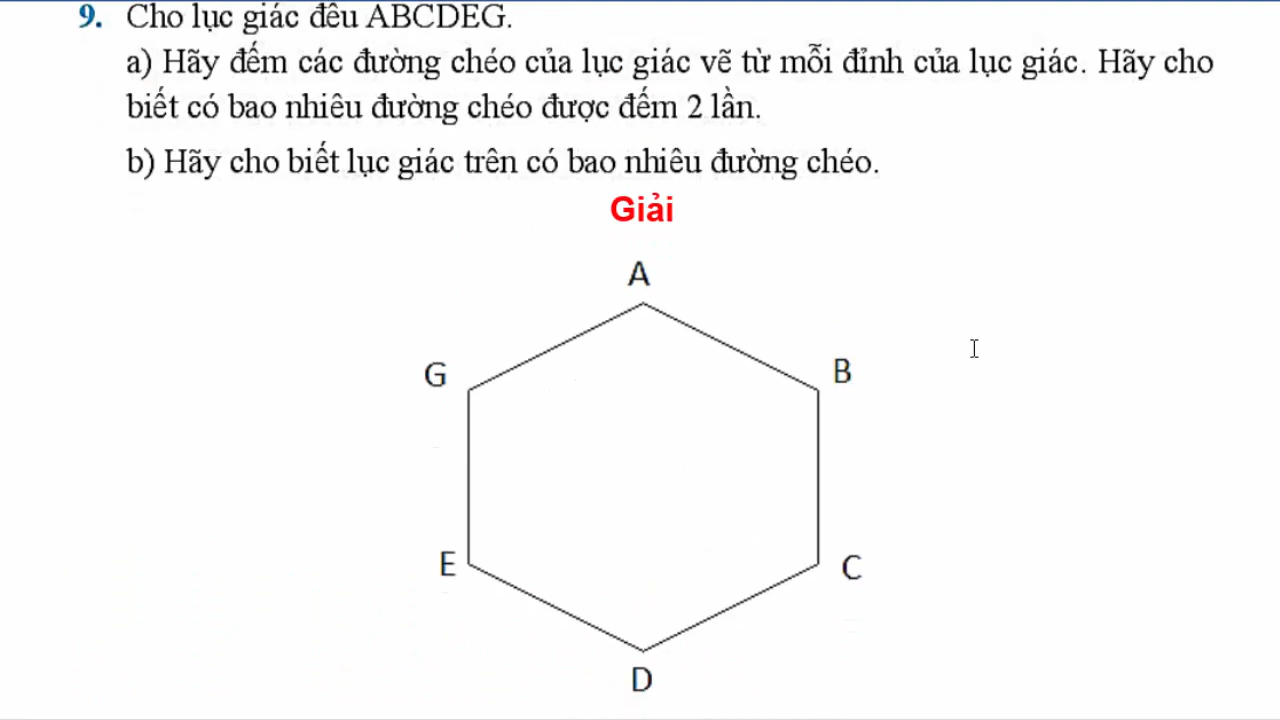 9. Cho lục giác đều ABCDEG.
a) Hãy đếm các đường chéo của lục giác vẽ từ mỗi đỉnh của lục giác. Hãy cho
biết có bao nhiêu đường chéo được đếm 2 lần.
b) Hãy cho biết lục giác trên có bao nhiêu đường chéo.
Giải
A
G
B
E
C
D